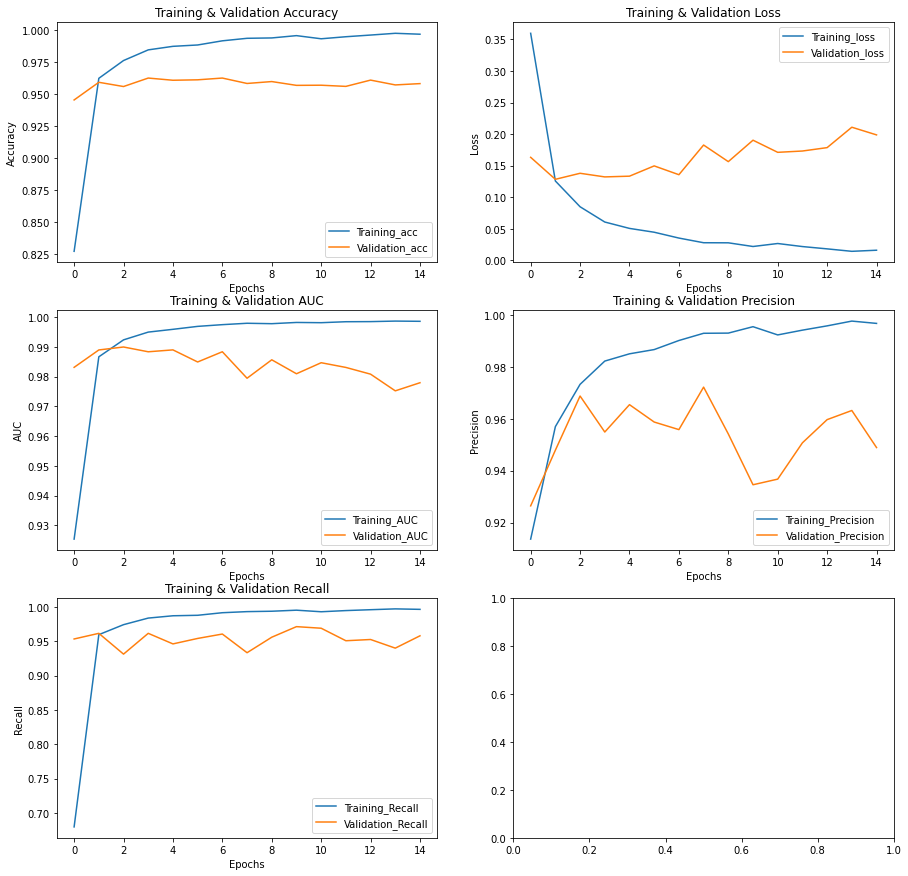 Training & Validation Accuracy
1.000
0.975
0.950
0.925
0.900
0.875
0.850
0.825
Accuracy
Training_acc
Validation_acc
0 2 4 6 8 10 12 14
Epochs
Training & Validation Loss
0.35
0.30
0.25
0.20
0.15
0.10
0.05
0.00
Loss
Training_loss
Validation_loss
0 2 4 6 8 10 12 14
Epochs
Training & Validation AUC
1.00
0.99
0.98
0.97
0.96
0.95
0.94
0.93
AUC
Training_AUC
Validation_AUC
0 2 4 6 8 10 12 14
Epochs
Training & Validation Precision
1.00
0.98
0.96
0.94
0.92
Precision
Training_Precision
Validation_Precision
0 2 4 6 8 10 12 14
Epochs
Training & Validation Recall
1.00
0.95
0.90
0.85
0.80
0.75
0.70
Recall
Training_Recall
Validation_Recall
0 2 4 6 8 10 12 14
Epochs
1.0
0.8
0.6
0.4
0.2
0.0
0.0 0.2 0.4 0.6 0.8 1.0